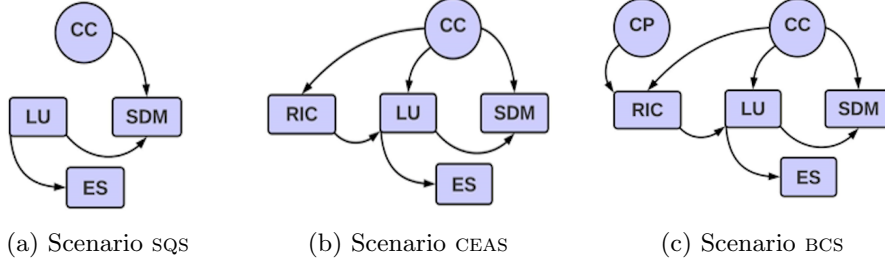 CC
LU
SDM
ES
(a) Scenario SQS
CC
RIC
LU
SDM
ES
(b) Scenario CEAS
CP
CC
RIC
LU
SDM
ES
(c) Scenario BCS